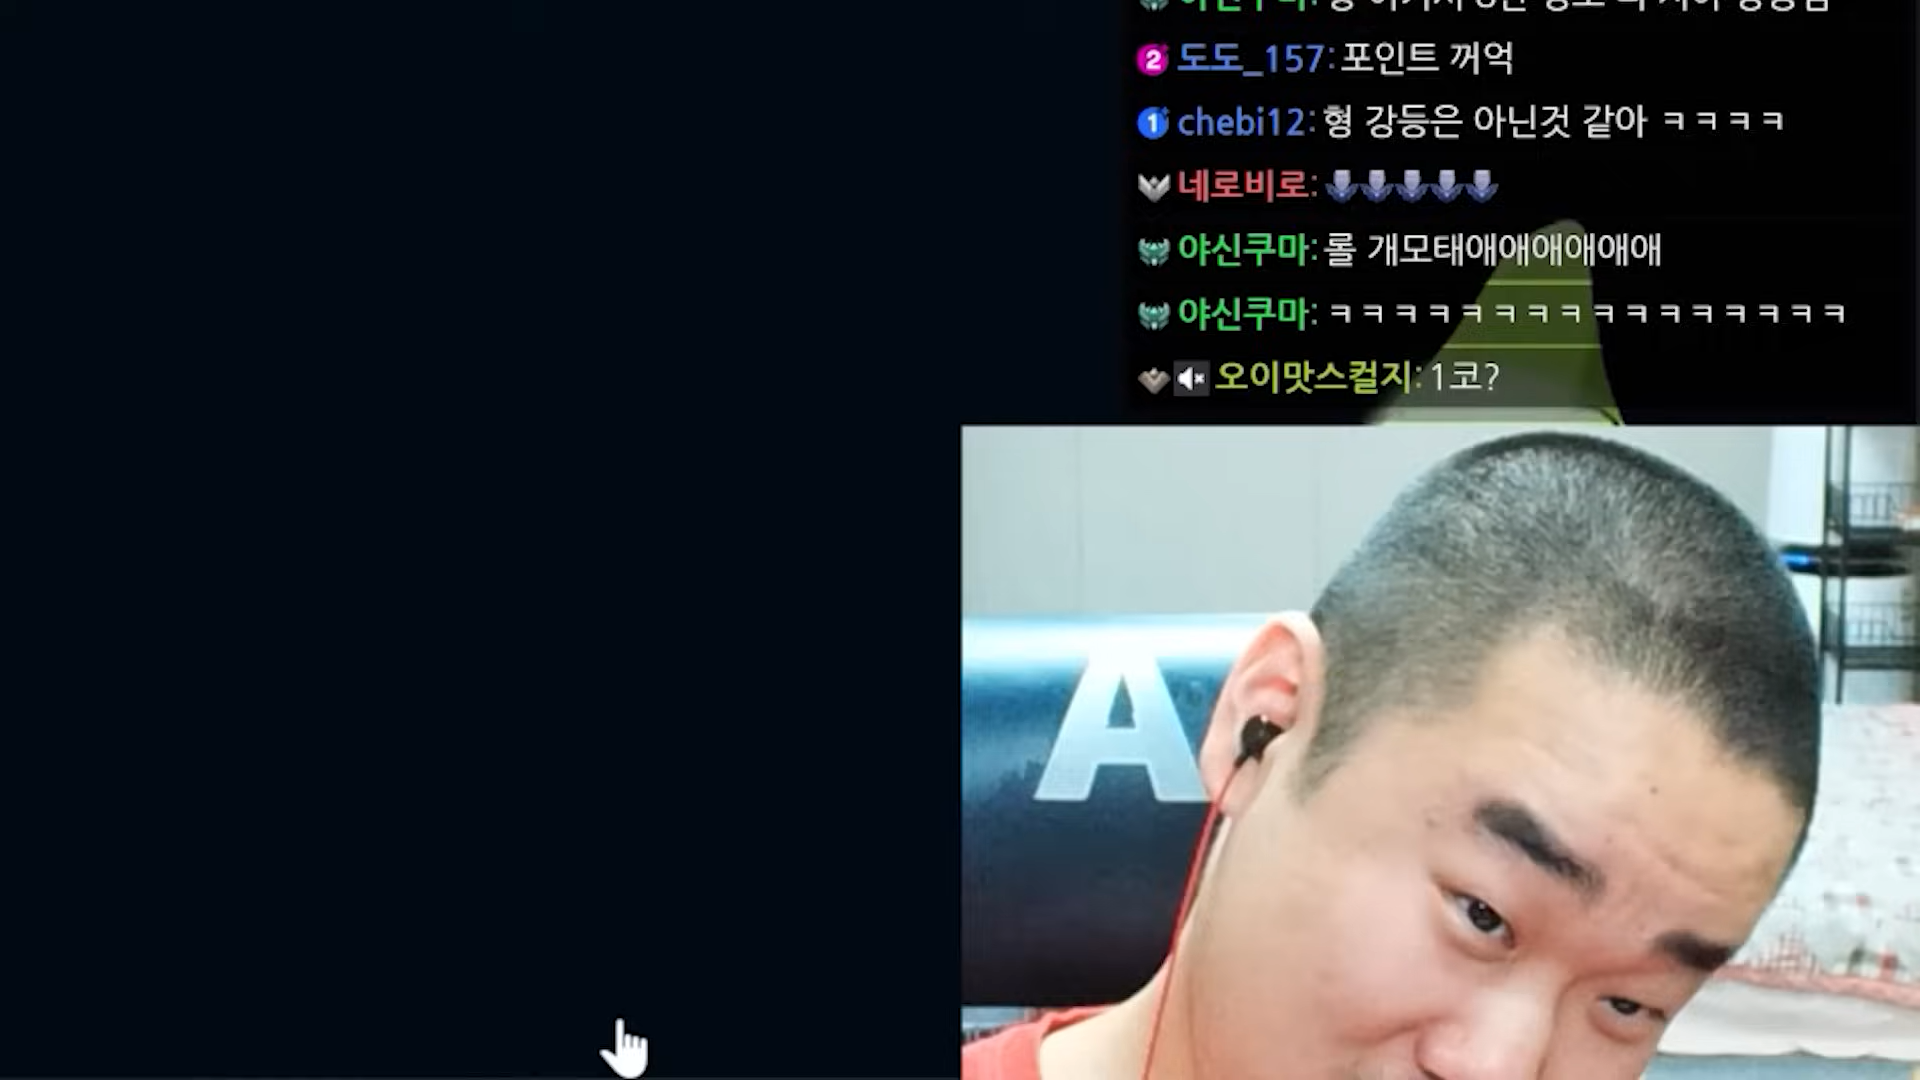 도도_157: 포인트 꺼억
chebi12: 형 강등은 아닌것 같아 ㅋㅋㅋㅋ
네로비로:
야신쿠마: 롤 개모태애애애애애애
야신쿠마: ㅋㅋㅋㅋㅋㅋㅋㅋㅋㅋㅋㅋㅋㅋㅋㅋ
오이맛스컬지: 1코?
A